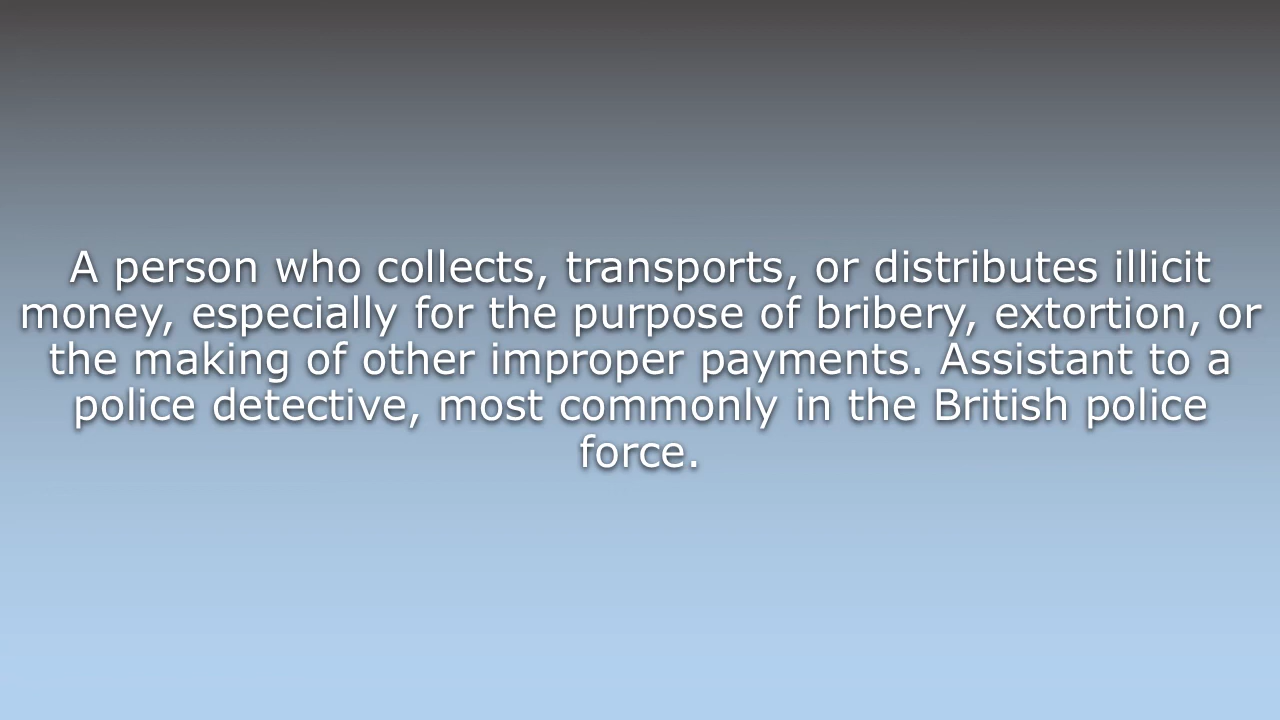 A person who collects, transports, or distributes illicit
money, especially for the purpose of bribery, extortion, or
the making of other improper payments. Assistant to a
police detective, most commonly in the British police
force.